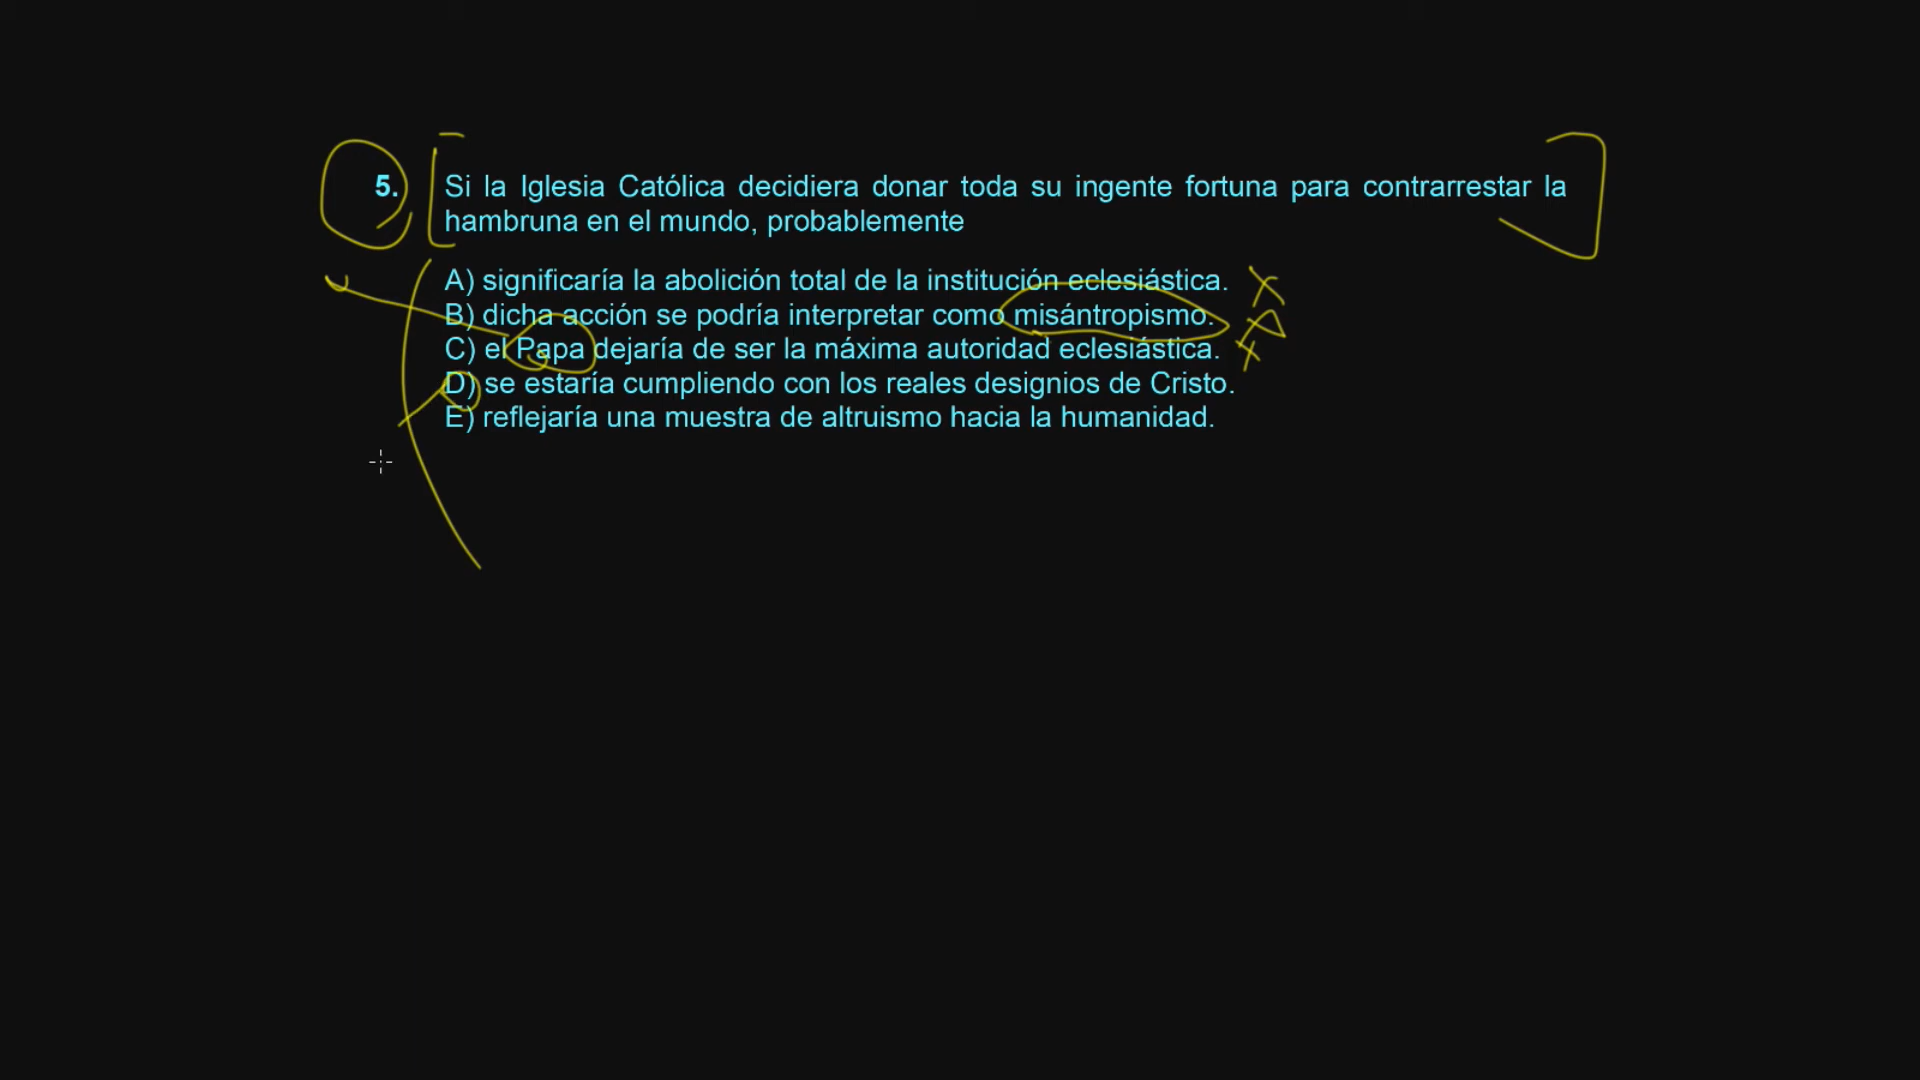 5. Si la Iglesia Católica decidiera donar toda su ingente fortuna para contrarrestar la
hambruna en el mundo, probablemente
A) significaría la abolición total de la institución eclesiástica.
B) dicha acción se podría interpretar como misántropismo.
C) el Papa dejaría de ser la máxima autoridad eclesiástica.
D) se estaría cumpliendo con los reales designios de Cristo.
E) reflejaría una muestra de altruismo hacia la humanidad.